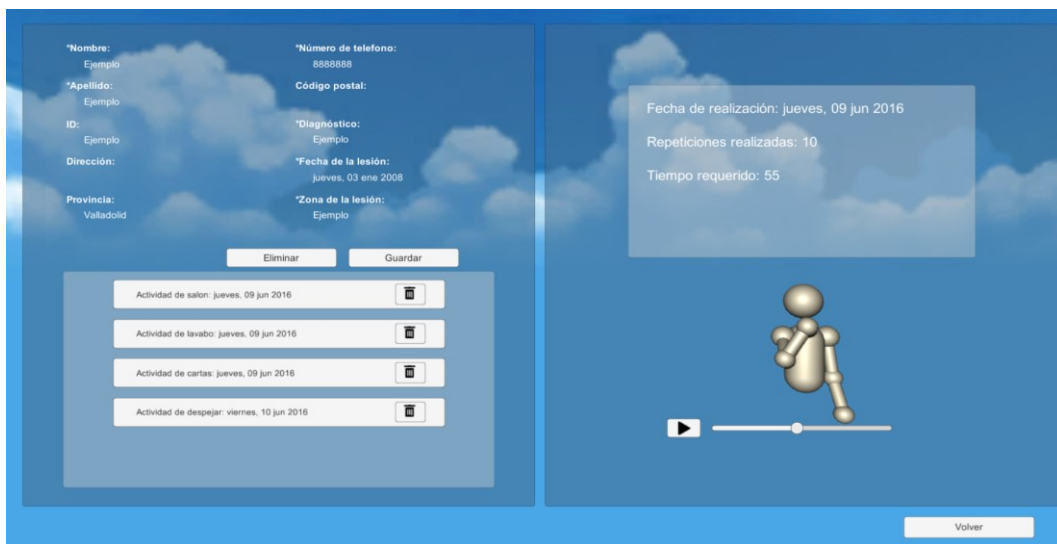 *Nombre:
Ejemplo
*Apellido:
Ejemplo
ID:
Ejemplo
Dirección:
Provincia:
Valladolid
*Número de telefono:
8888888
Código postal:
*Diagnóstico:
Ejemplo
*Fecha de la lesión:
jueves, 03 ene 2008
*Zona de la lesión:
Ejemplo
Eliminar
Guardar
Actividad de salon: jueves, 09 jun 2016
Actividad de lavabo: jueves, 09 jun 2016
Actividad de cartas: jueves, 09 jun 2016
Actividad de despejar: viernes, 10 jun 2016
Fecha de realización: jueves, 09 jun 2016
Repeticiones realizadas: 10
Tiempo requerido: 55
Volver